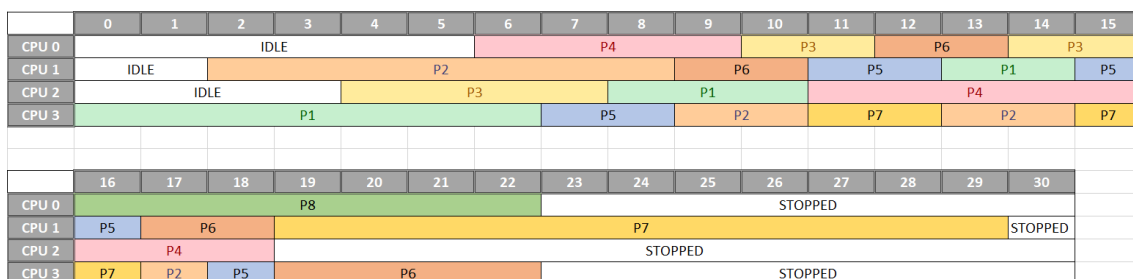 0 1 2 3 4 5 6 7 8 9 10 11 12 13 14 15
CPU 0 IDLE P4 P3 P6 P3
CPU 1 IDLE P2 P6 P5 P1 P5
CPU 2 IDLE P3 P1 P4
CPU 3 P1 P5 P2 P7 P2 P7
16 17 18 19 20 21 22 23 24 25 26 27 28 29 30
CPU 0 P8 STOPPED
CPU 1 P5 P6 P7 STOPPED
CPU 2 P4 STOPPED
CPU 3 P7 P2 P5 P6 STOPPED